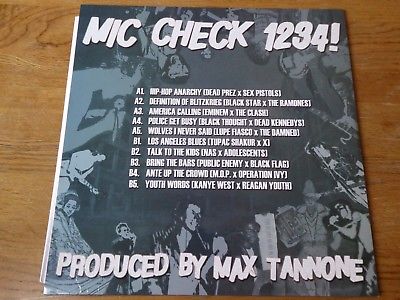 MIC CHECK 1234!
A1. HIP-HOP ANARCHY (DEAD PREZ X SEX PISTOLS)
A2. DEFINITION OF BLITZKRIEG (BLACK STAR X THE RAMONES)
A3. AMERICA CALLING (EMINEM X THE CLASH)
A4. POLICE GET BUSY (BLACK THOUGHT X DEAD KENNEDYS)
A5. WOLVES I NEVER SAID (LUPE FIASCO X THE DAMNED)
B1. LOS ANGELES BLUES (TUPAC SHAKUR X X)
B2. TALK TO THE KIDS (NAS X ADOLESCENTS)
B3. BRING THE BARS (PUBLIC ENEMY X BLACK FLAG)
B4. ANTE UP THE CROWD (M.O.P. X OPERATION IVY)
B5. YOUTH WORDS (KANYE WEST X REAGAN YOUTH)
PRODUCED BY MAX TANNONE